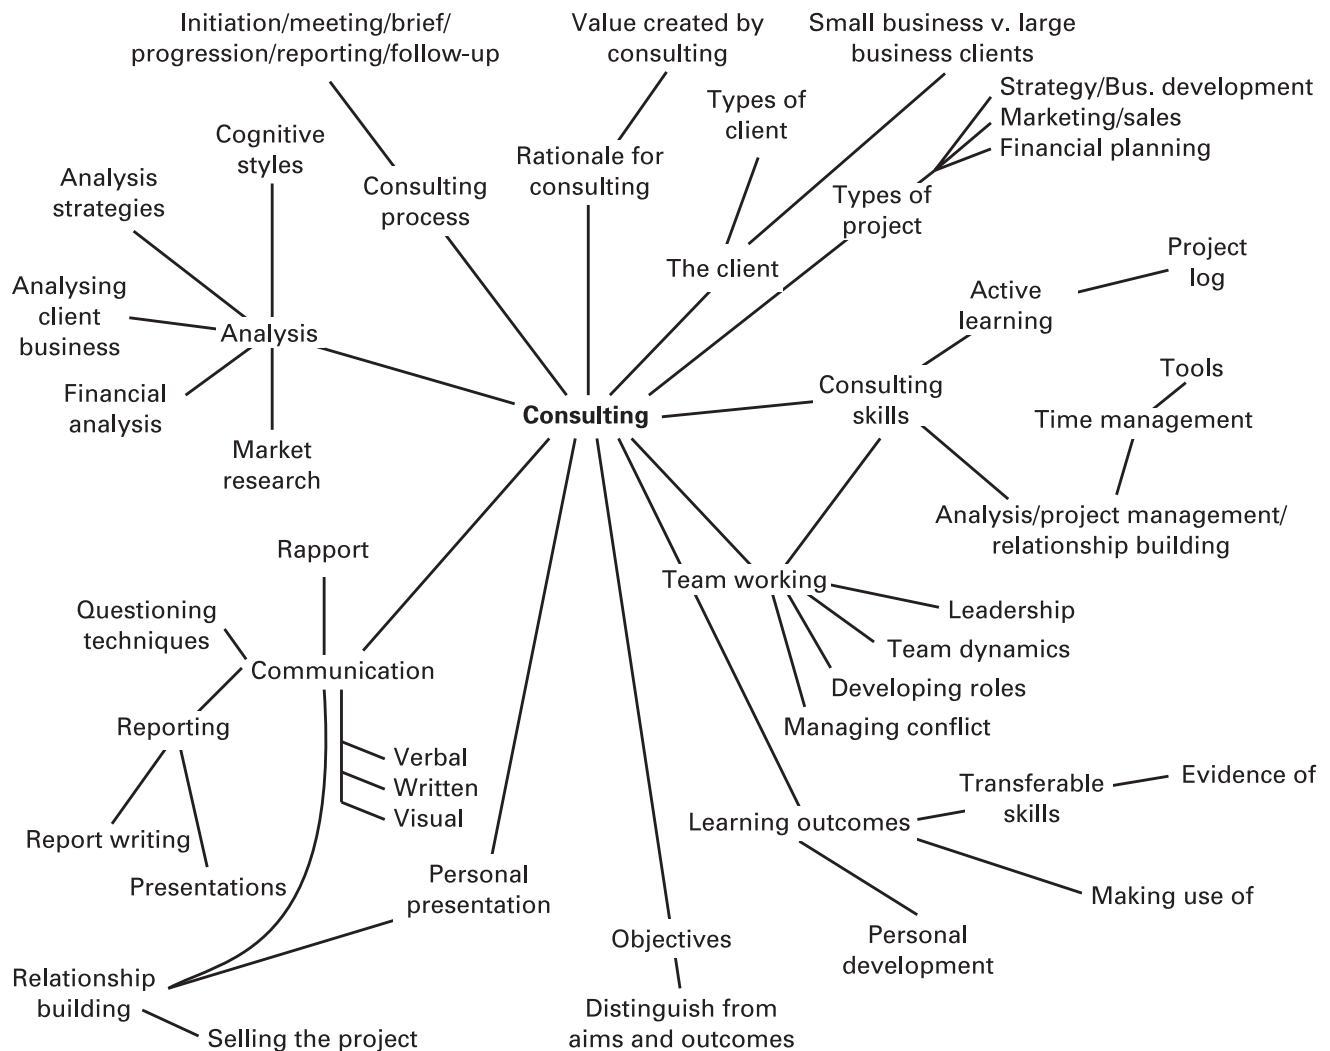 Initiation/meeting/brief/
progression/reporting/follow-up
Value created by
consulting
Small business v. large
business clients
Strategy/Bus. development
Marketing/sales
Financial planning
Types of
client
Cognitive
styles
Rationale for
consulting
Analysis
strategies
Consulting
process
Types of
project
The client
Project
log
Active
learning
Analysing
client
business
Analysis
Financial
analysis
Market
research
Consulting
Consulting
skills
Tools
Time management
Analysis/project management/
relationship building
Rapport
Questioning
techniques
Communication
Reporting
Verbal
Written
Visual
Report writing
Presentations
Team working
Leadership
Team dynamics
Developing roles
Managing conflict
Transferable
skills
Evidence of
Learning outcomes
Making use of
Personal
development
Personal
presentation
Objectives
Distinguish from
aims and outcomes
Relationship
building
Selling the project